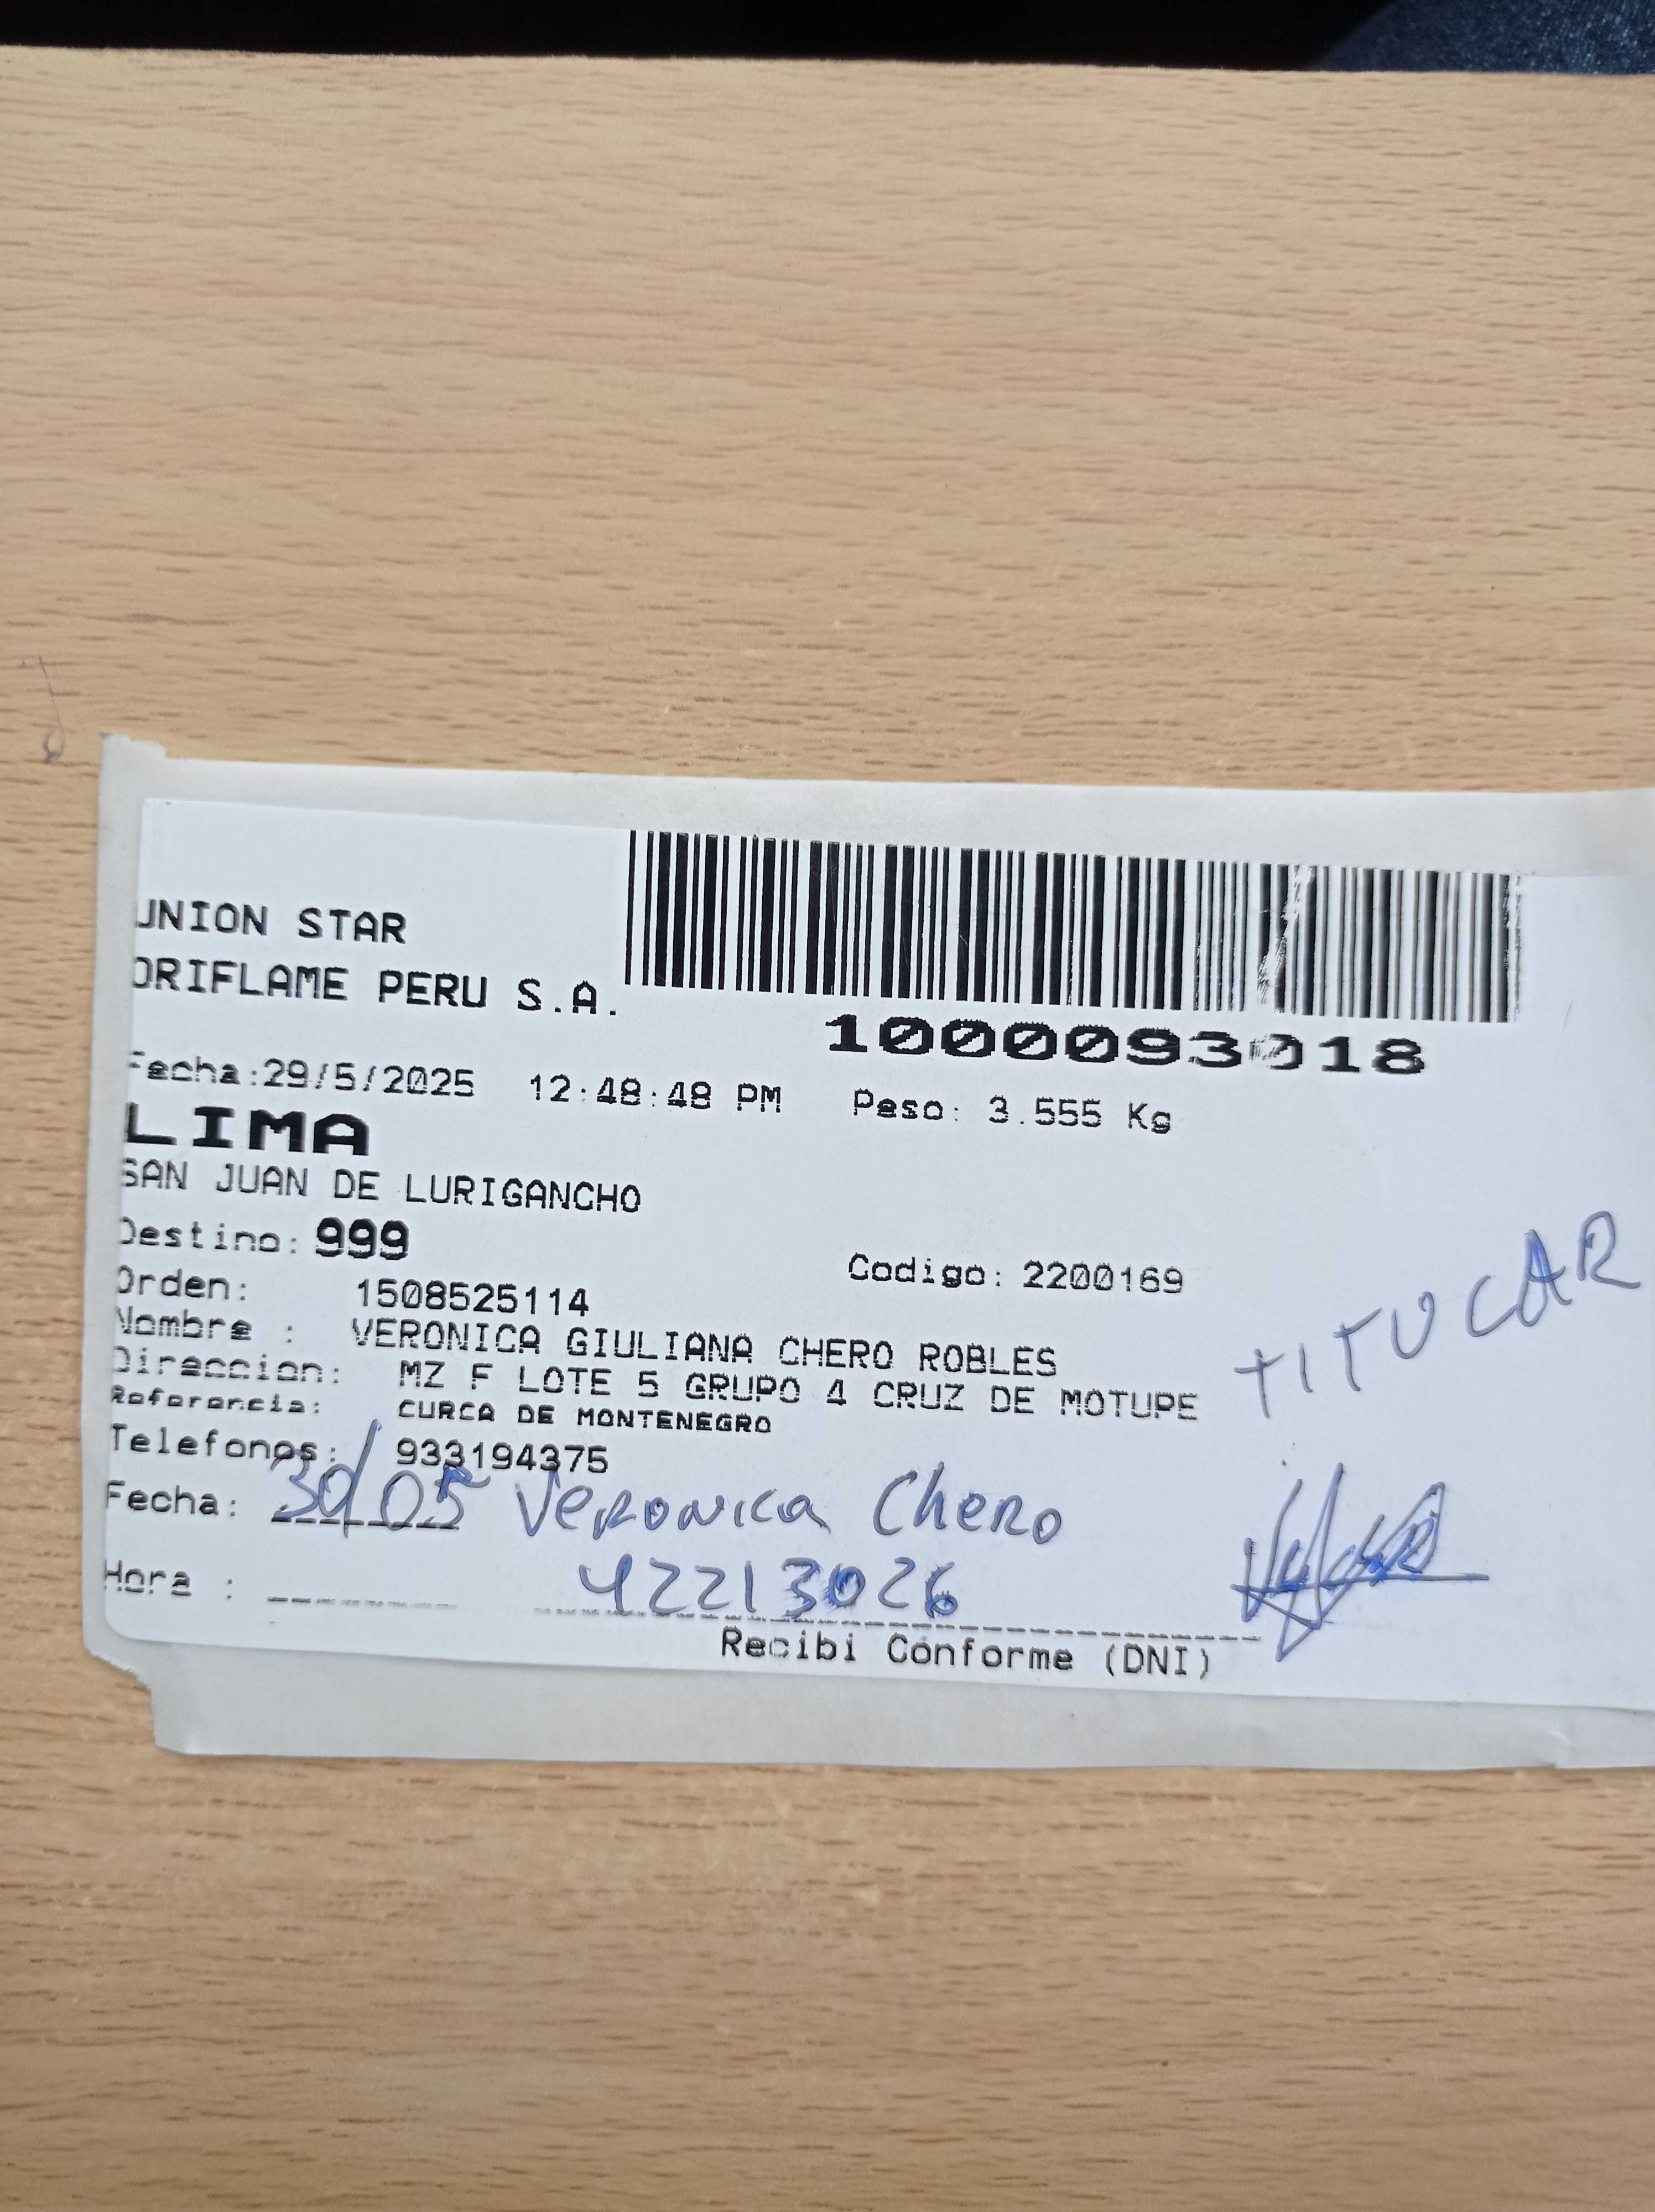 UNION STAR
ORIFLAME PERU S.A.
1000093018
Fecha:29/5/2025 12:48:48 PM Peso: 3.555 Kg
LIMA
SAN JUAN DE LURIGANCHO
Destino: 999
Codigo: 2200169
Orden: 1508525114
Nombre : VERONICA GIULIANA CHERO ROBLES
Direccion: MZ F LOTE 5 GRUPO 4 CRUZ DE MOTUPE
Referencia: CURCA DE MONTENEGRO
Telefonos: 933194375
TITUCAR
Fecha: 30/05 Veronica Chero
Hora : 42213026
Recibi Conforme (DNI)